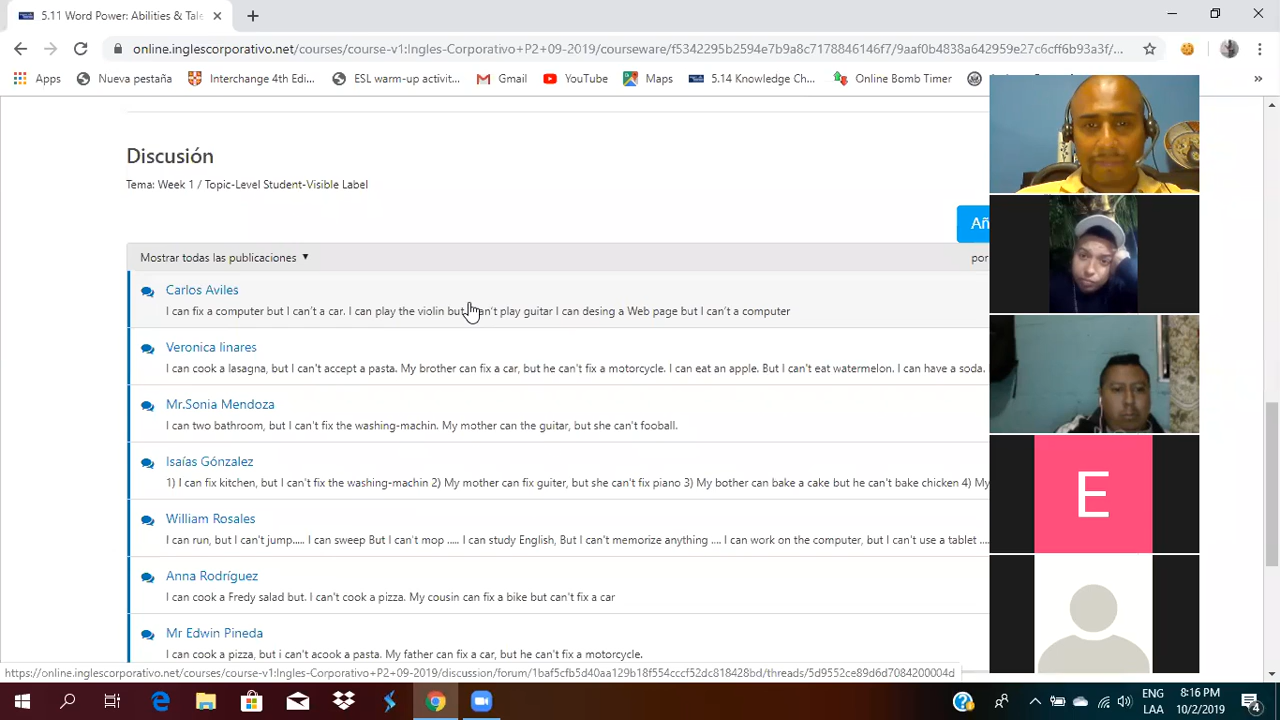 5.11 Word Power: Abilities & Tale
online.inglescorporativo.net/courses/course-v1:Ingles-Corporativo+P2+09-2019/courseware/f5342295b2594e7b9a8c7178846146f7/9aaf0b4838a642959e27c6cff6b93a3f/...
Apps Nueva pestaña Interchange 4th Edi... ESL warm-up activit... Gmail YouTube Maps 5.14 Knowledge Ch... Online Bomb Timer
Discusión
Tema: Week 1 / Topic-Level Student-Visible Label
Añ
Mostrar todas las publicaciones ▼ por
Carlos Aviles
I can fix a computer but I can't a car. I can play the violin but can't play guitar I can desing a Web page but I can't a computer
Veronica linares
I can cook a lasagna, but I can't accept a pasta. My brother can fix a car, but he can't fix a motorcycle. I can eat an apple. But I can't eat watermelon. I can have a soda.
Mr.Sonia Mendoza
I can two bathroom, but I can't fix the washing-machin. My mother can the guitar, but she can't fooball.
Isaías Gónzalez
1) I can fix kitchen, but I can't fix the washing machin 2) My mother can fix guiter, but she can't fix piano 3) My bother can bake a cake but he can't bake chicken 4) My
William Rosales
I can run, but I can't jump..... I can sweep But I can't mop ..... I can study English, But I can't memorize anything .... I can work on the computer, but I can't use a tablet ....
Anna Rodríguez
I can cook a Fredy salad but. I can't cook a pizza. My cousin can fix a bike but can't fix a car
Mr Edwin Pineda
I can cook a pizza, but i can't acook a pasta. My father can fix a car, but he can't fix motorcycle.
E
https://online.inglescorporativo.net/courses/course-v1:Ingles-Corporativo+P2+09-2019/discussion/forum/1baf5cfb5d40aa129b18f554cccf52dc818428bd/threads/5d9552ce89d6d7084200004d
ENG
LAA
8:16 PM
10/2/2019
4